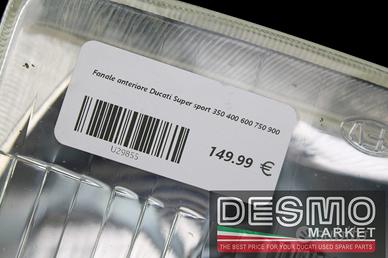 Fanale anteriore Ducati Super sport 350 400 600 750 900
U29855
149.99 €
DESMO
MARKET
THE BEST PRICE FOR YOUR DUCATI USED SPARE PARTS